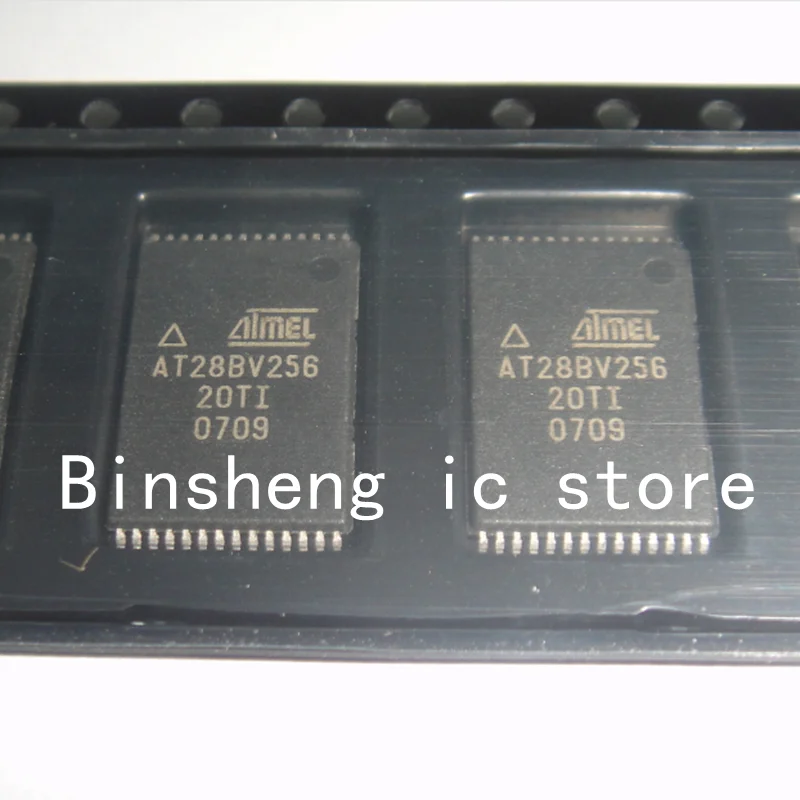 ATMEL
AT28BV256
20TI
0709
ATMEL
AT28BV256
20TI
0709
Binsheng ic store